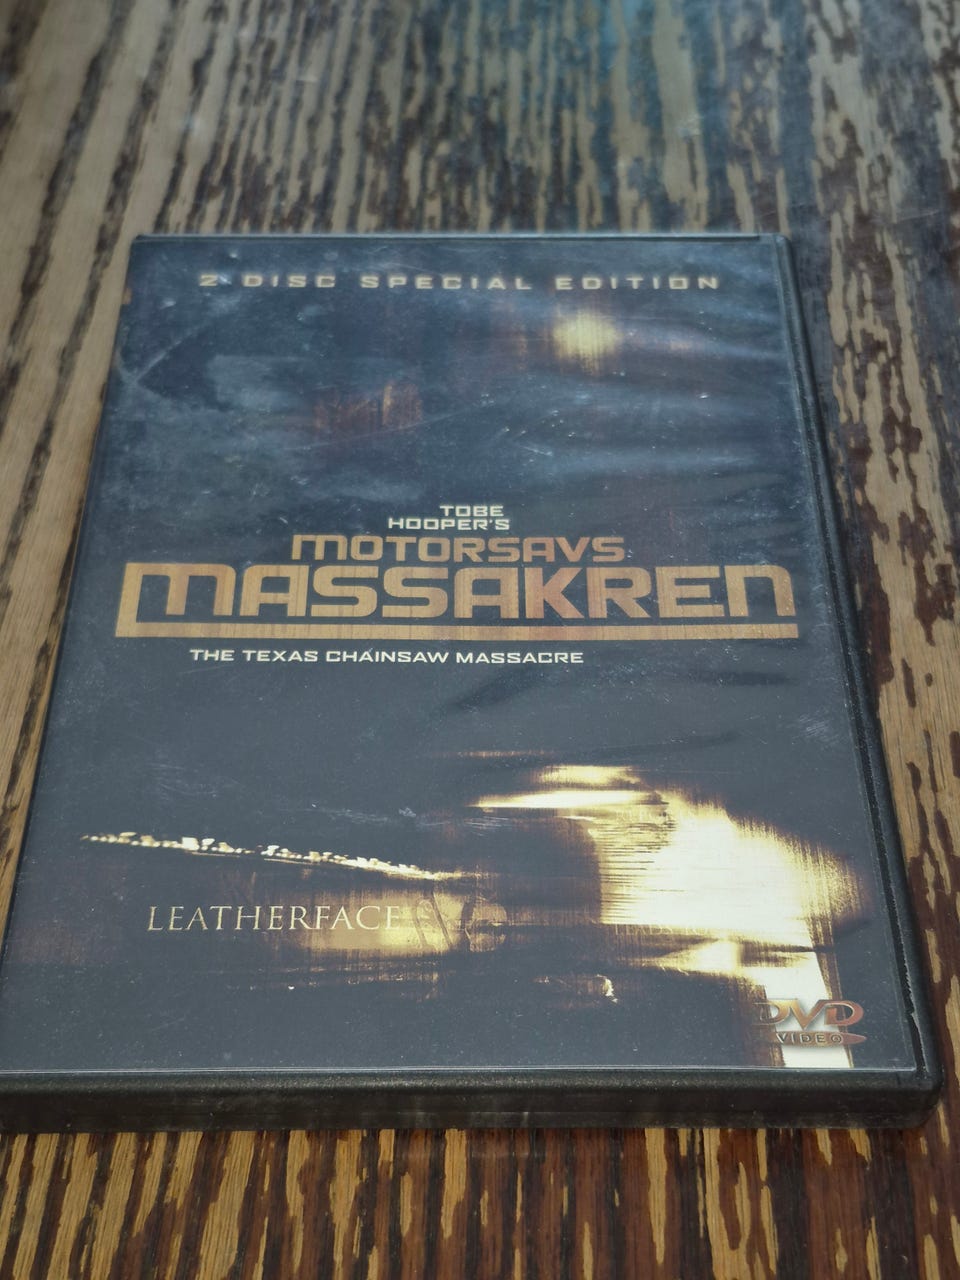 2 DISC SPECIAL EDITION
TOBE
HOOPER'S
MOTORSAVS
MASSAKREN
THE TEXAS CHAINSAW MASSACRE
LEATHERFACE
DVD
VIDEO